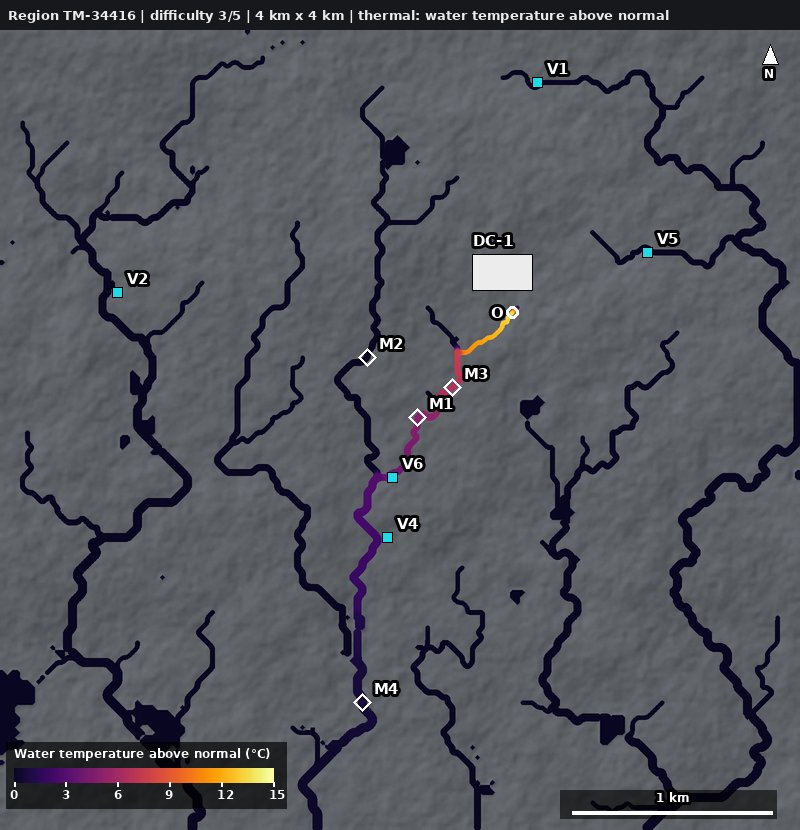 Region TM-34416 | difficulty 3/5 | 4 km x 4 km | thermal: water temperature above normal
V1
N
V5
DC-1
V2
O
M2
M3
M1
V6
V4
M4
Water temperature above normal (°C)
0 3 6 9 12 15
1 km